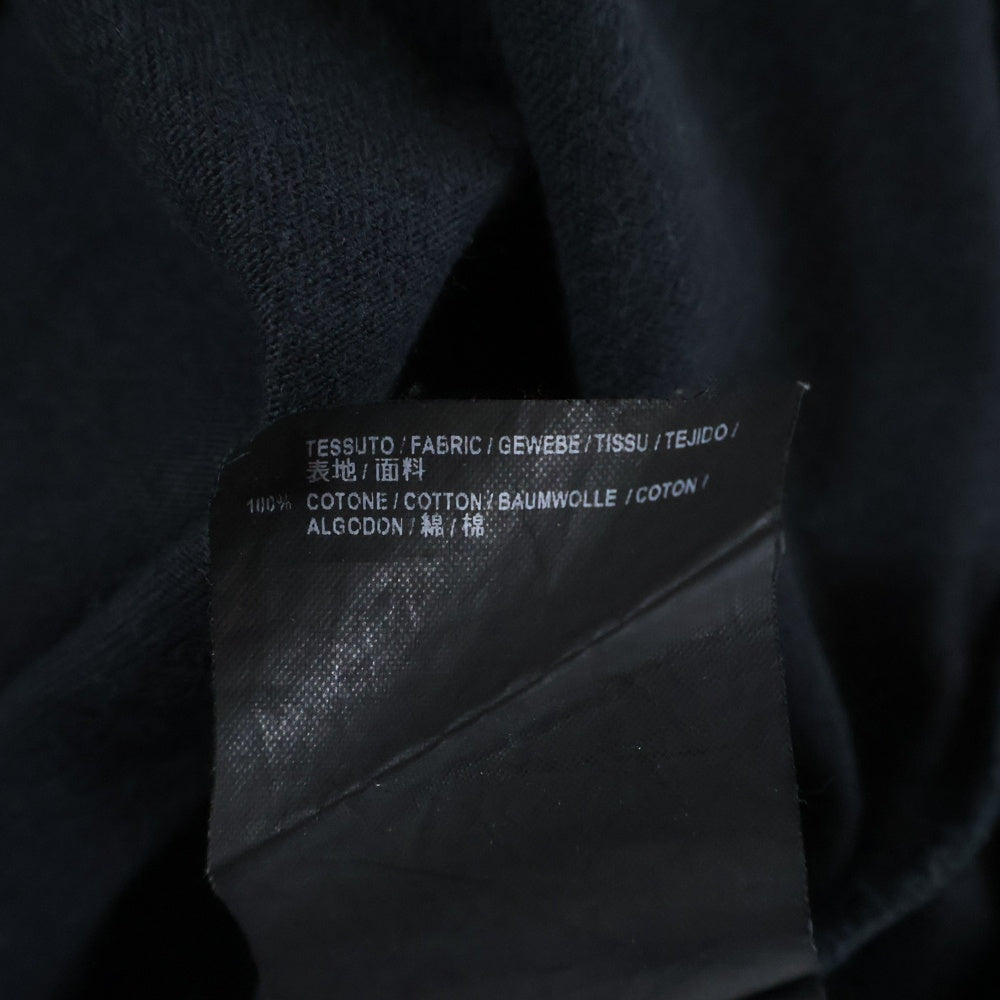 TESSUTO / FABRIC / GEWEBE / TISSU / TEJIDO /
表地 / 面料
100% COTONE / COTTON / BAUMWOLLE / COTON /
ALGODON / 綿 / 棉